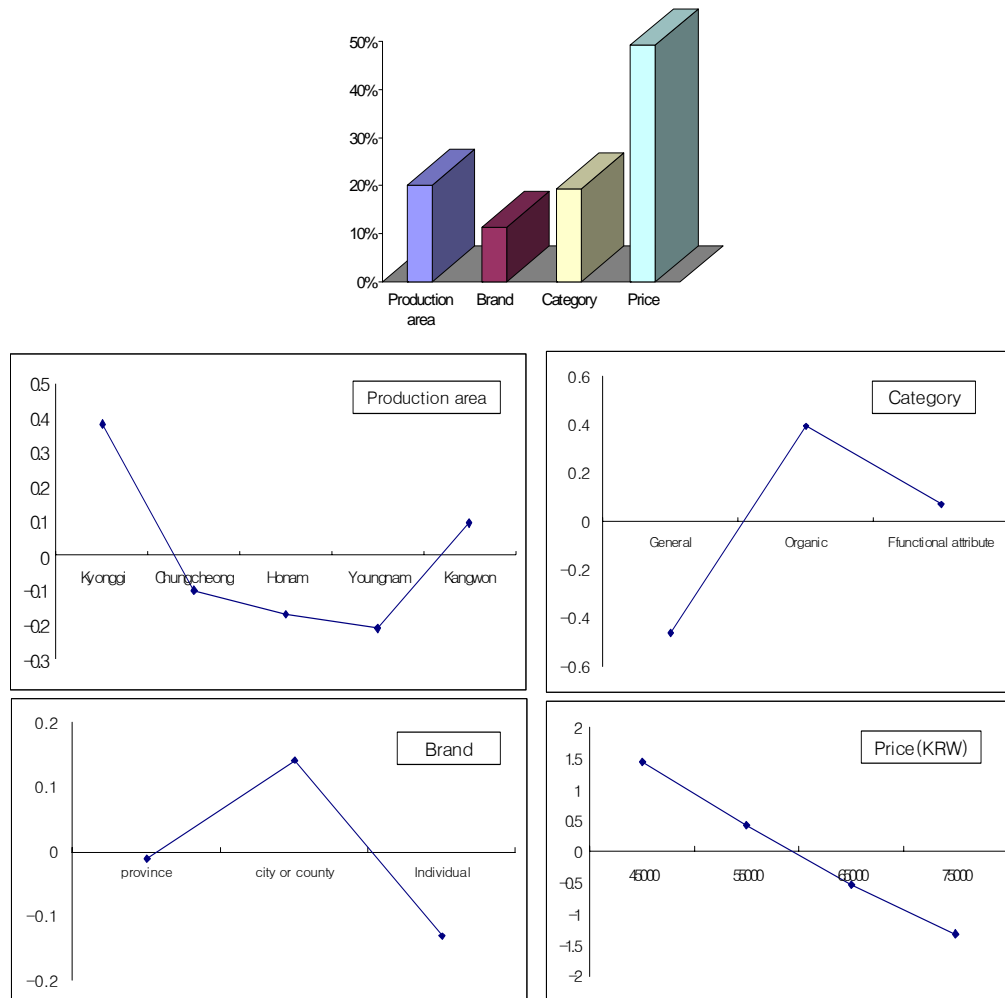 50%
40%
30%
20%
10%
0%
Production
area
Brand
Category
Price
Production area
0.5
0.4
0.3
0.2
0.1
0
Kyonggi
Chungcheong
Honam
Youngnam
Kangwon
-0.1
-0.2
-0.3
Category
0.6
0.4
0.2
0
General
Organic
Ffunctional attribute
-0.2
-0.4
-0.6
Brand
0.2
0.1
0
province
city or county
Individual
-0.1
-0.2
Price(KRW)
2
1.5
1
0.5
0
45000
55000
65000
75000
-0.5
-1
-1.5
-2